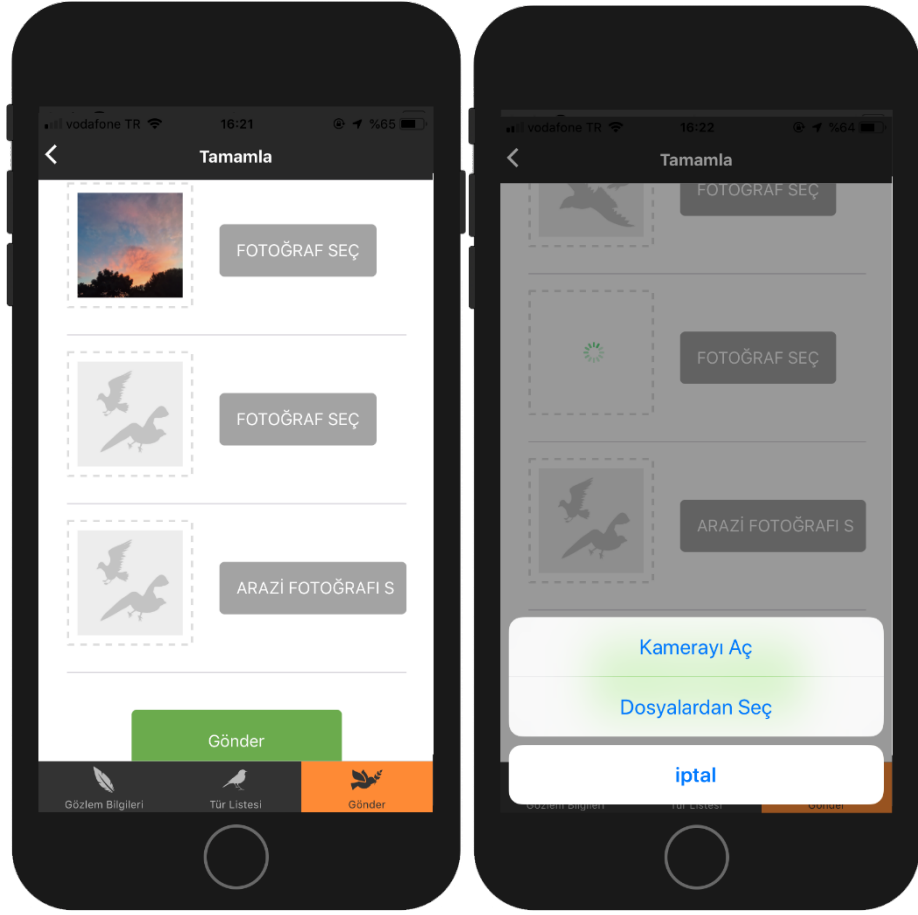 vodafone TR 16:21 %65
Tamamla
FOTOĞRAF SEÇ
FOTOĞRAF SEÇ
ARAZİ FOTOĞRAFI S
Gönder
Gözlem Bilgileri Tür Listesi Gönder
vodafone TR 16:22 %64
Tamamla
FOTOĞRAF SEÇ
FOTOĞRAF SEÇ
ARAZİ FOTOĞRAFI S
Kamerayı Aç
Dosyalardan Seç
iptal
Gözlem Bilgileri Tür Listesi Gönder